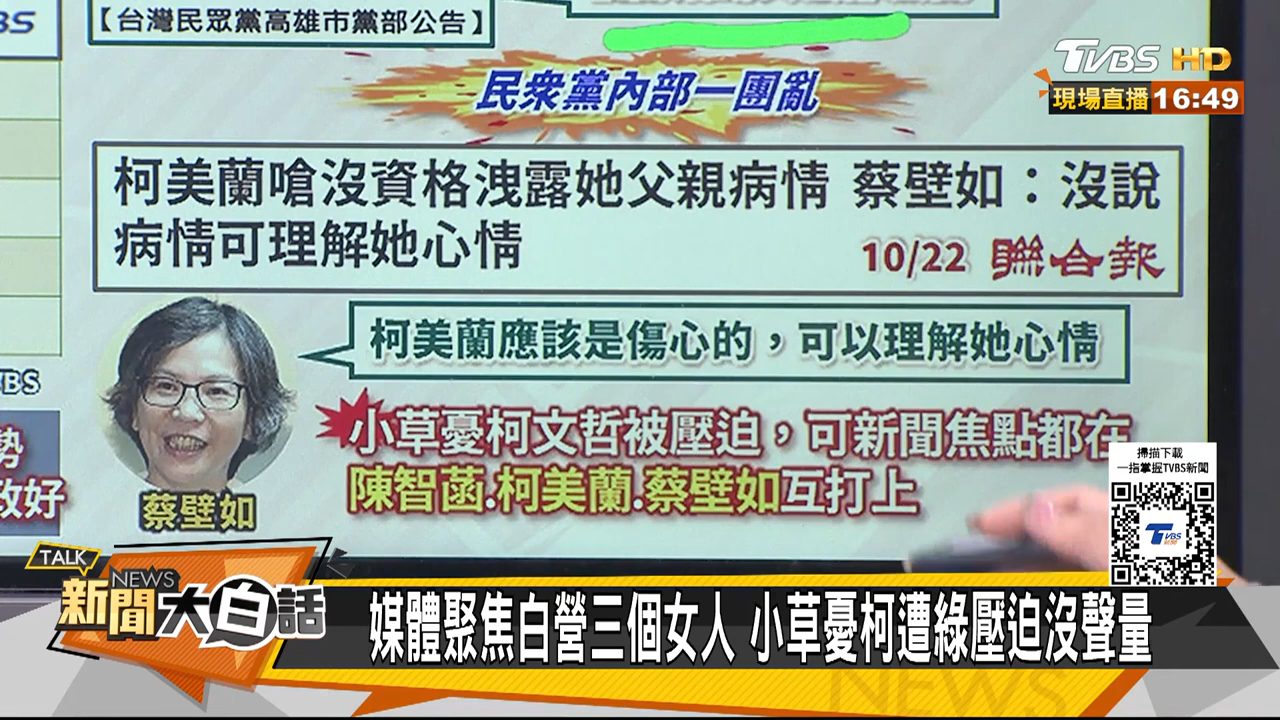 【台灣民眾黨高雄市黨部公告】
TVBS HD
現場直播 16:49
民眾黨內部一團亂
柯美蘭嗆沒資格洩露她父親病情 蔡壁如：沒說
病情可理解她心情
10/22 聯合報
柯美蘭應該是傷心的，可以理解她心情
VBS
小草憂柯文哲被壓迫，可新聞焦點都在
陳智菡.柯美蘭.蔡壁如互打上
蔡壁如
勢
政好
掃描下載
一指掌握TVBS新聞
TVBS
TALK
NEWS
新聞大白話
媒體聚焦白營三個女人 小草憂柯遭綠壓迫沒聲量
NEWS